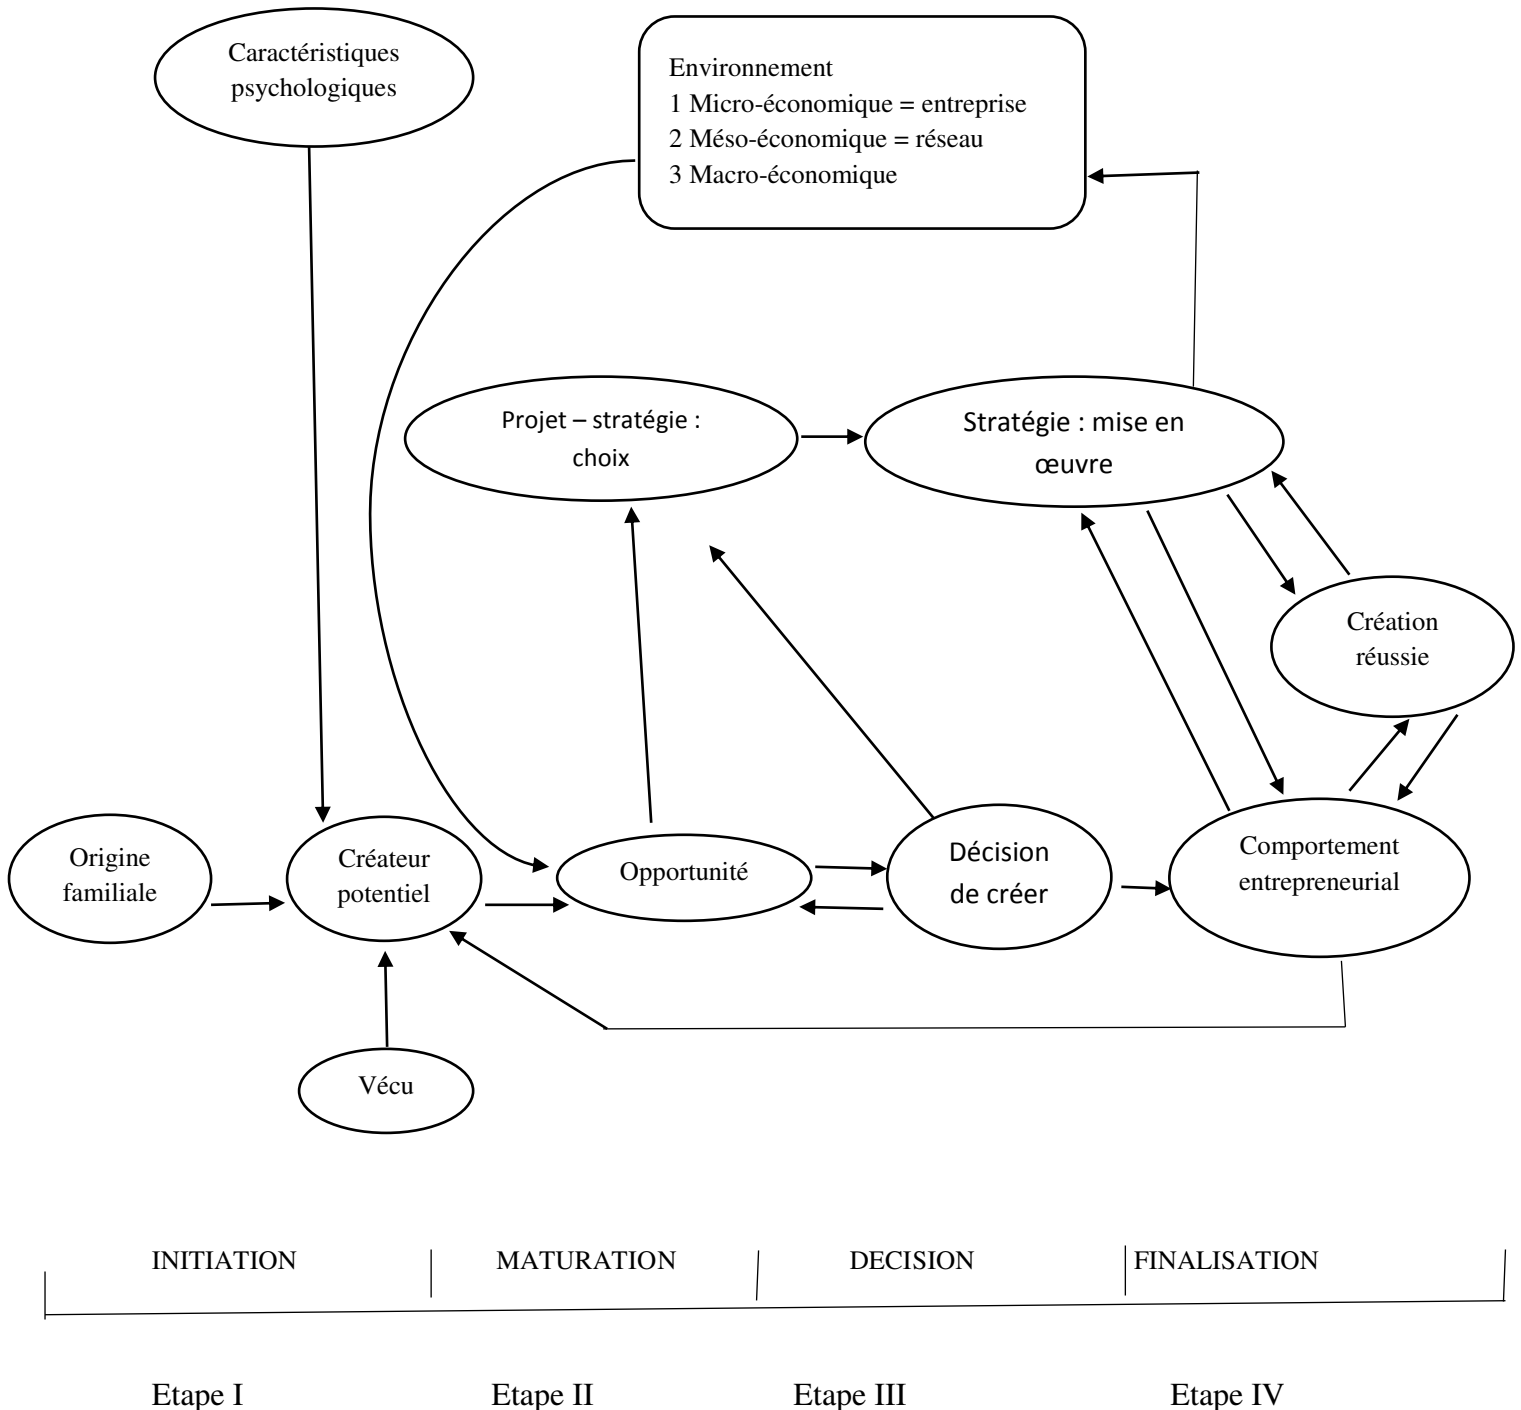 Caractéristiques
psychologiques
Environnement
1 Micro-économique = entreprise
2 Méso-économique = réseau
3 Macro-économique
Projet – stratégie :
choix
Stratégie : mise en
œuvre
Création
réussie
Origine
familiale
Créateur
potentiel
Opportunité
Décision
de créer
Comportement
entrepreneurial
Vécu
INITIATION
MATURATION
DECISION
FINALISATION
Etape I
Etape II
Etape III
Etape IV